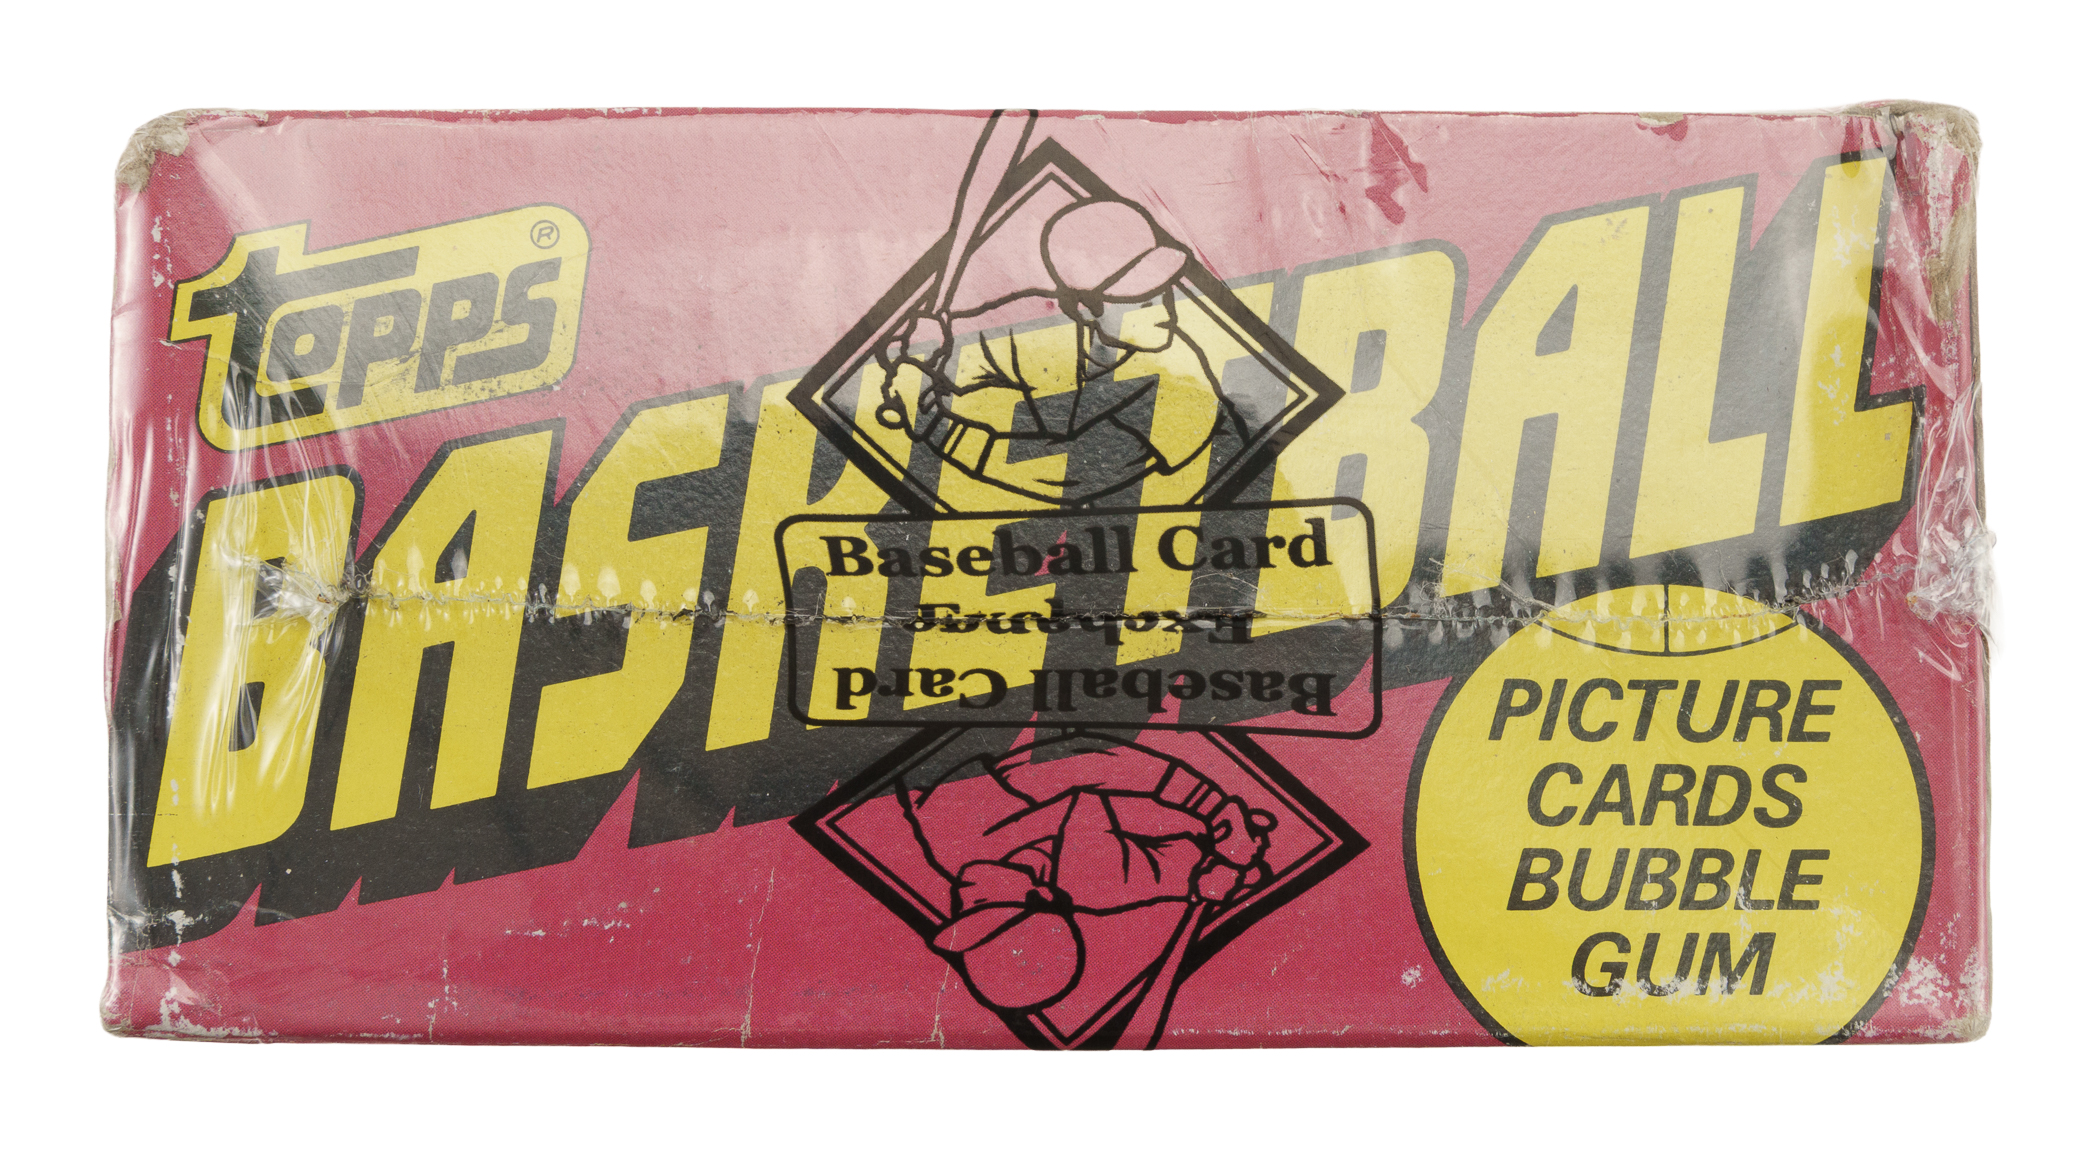 Topps®
BASKETBALL
Baseball Card
Exchange
Baseball Card
PICTURE
CARDS
BUBBLE
GUM